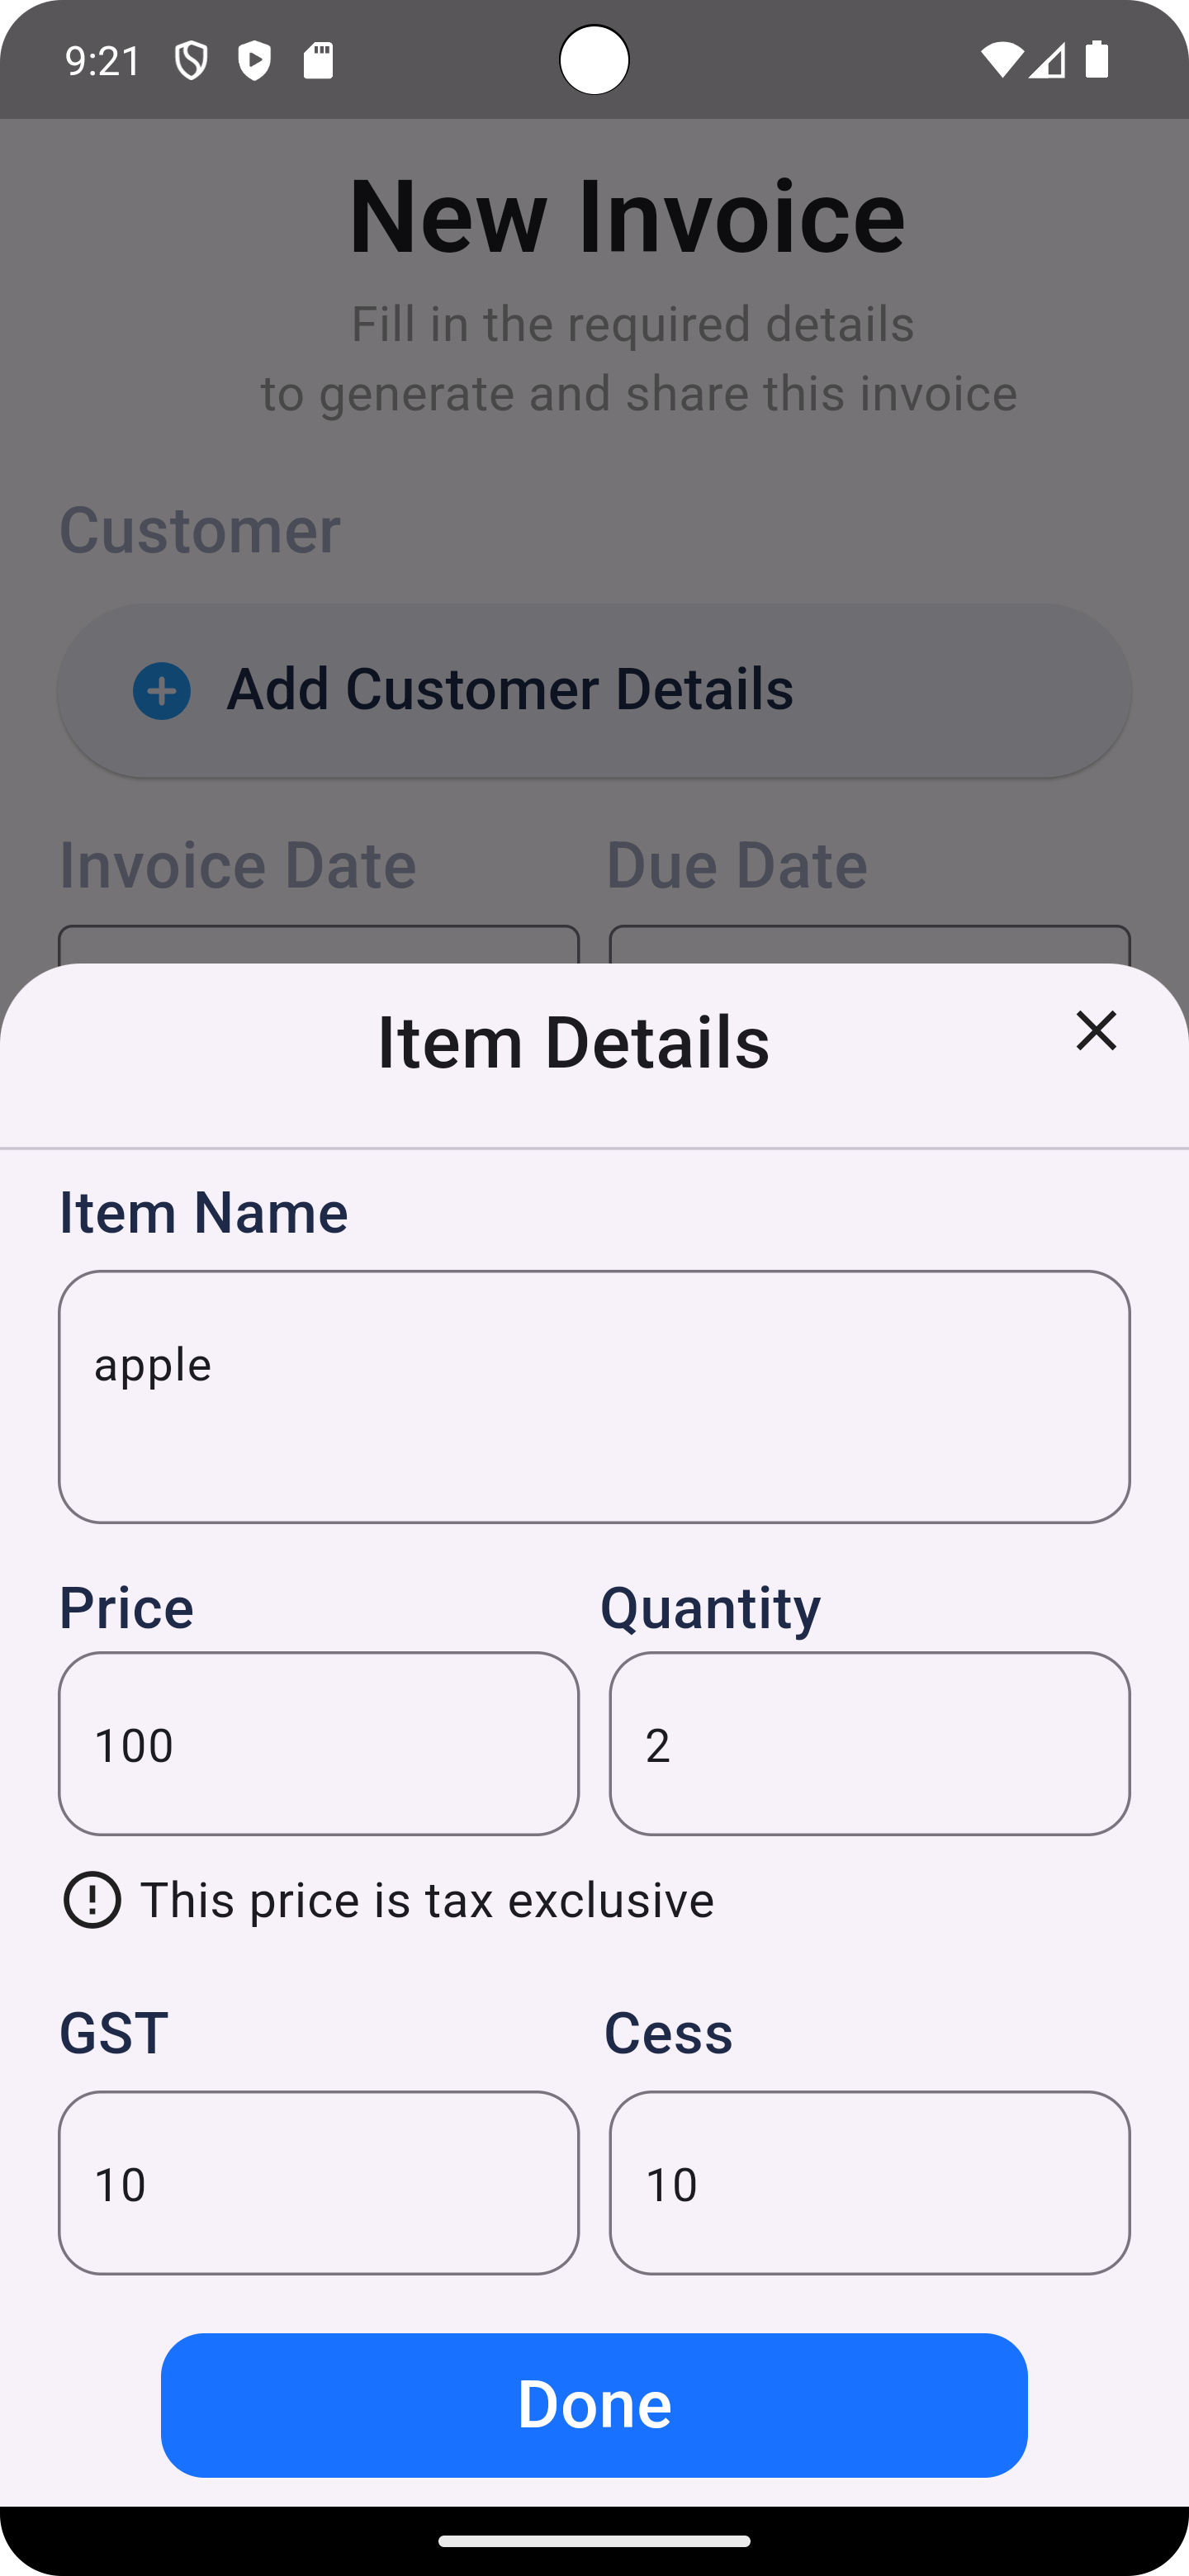 9:21
New Invoice
Fill in the required details
to generate and share this invoice
Customer
Add Customer Details
Invoice Date Due Date
Item Details
Item Name
apple
Price Quantity
100 2
This price is tax exclusive
GST Cess
10 10
Done